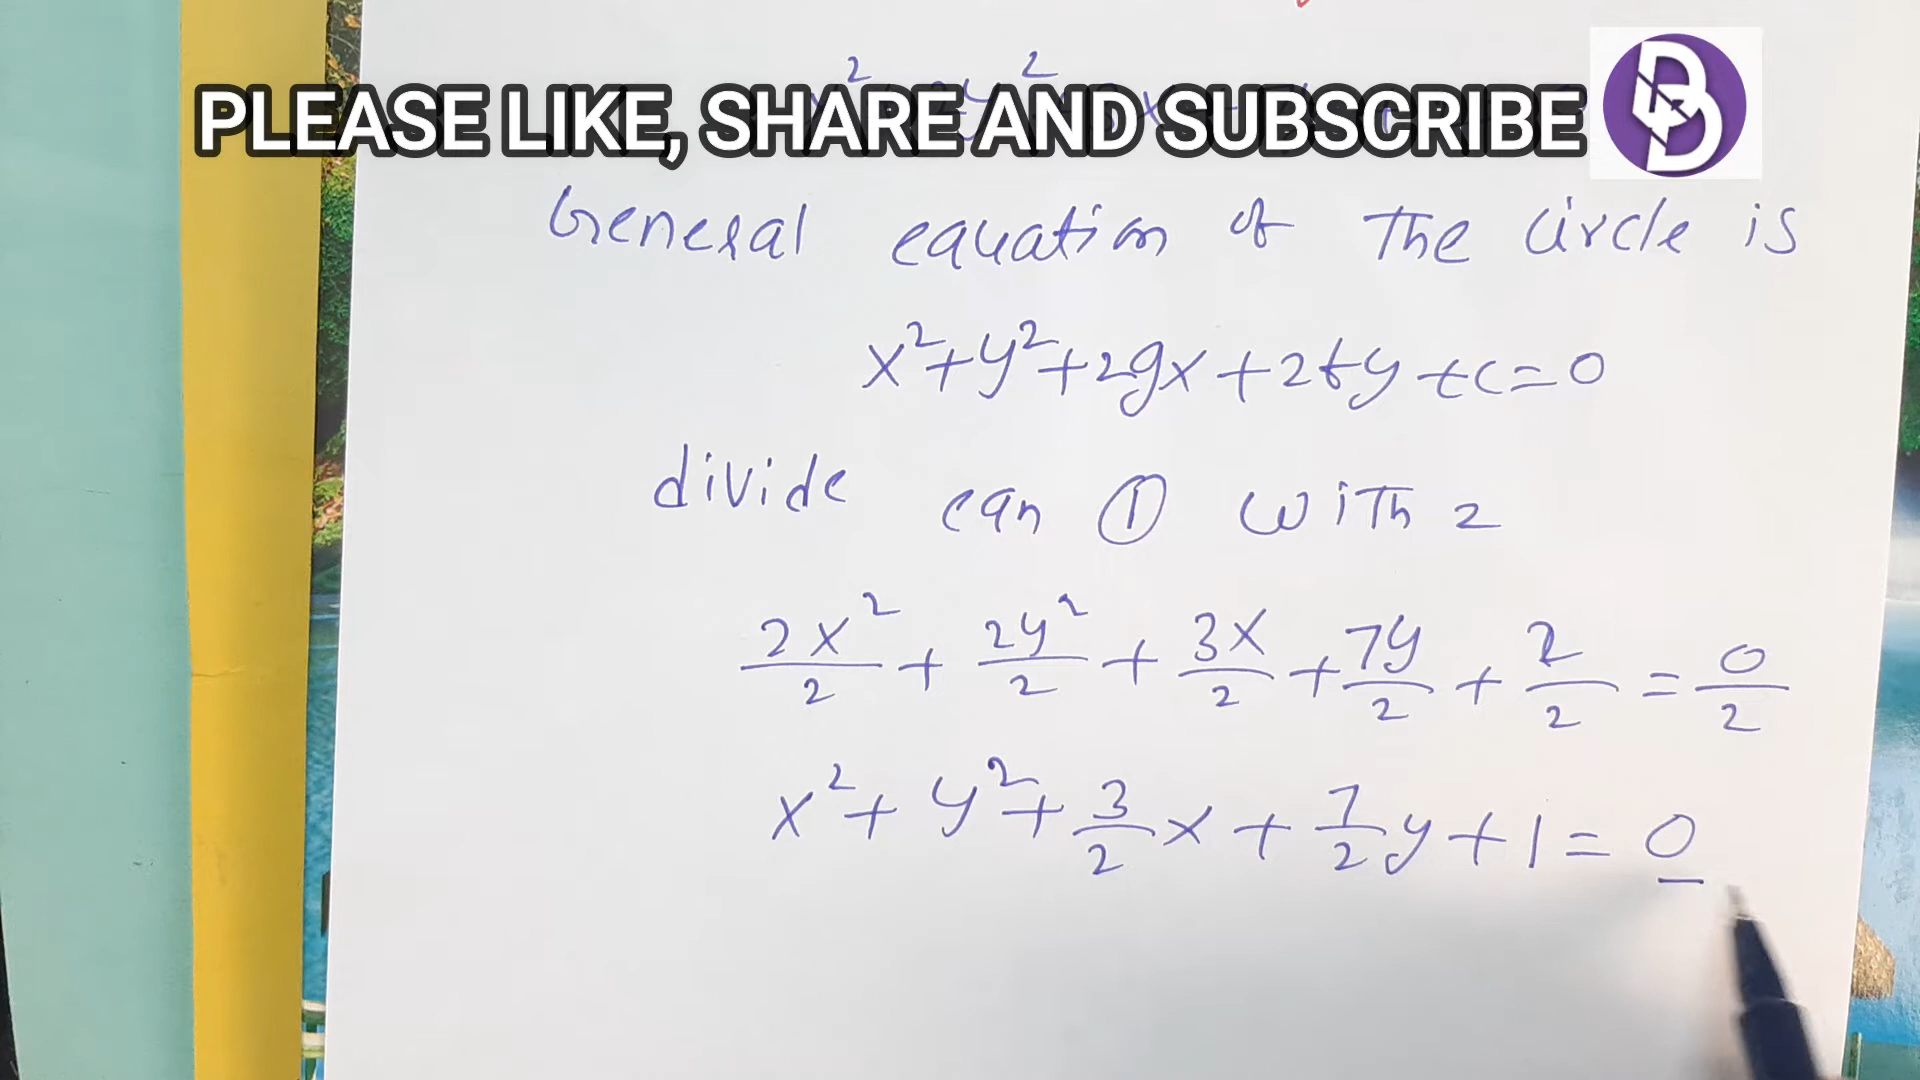 PLEASE LIKE, SHARE AND SUBSCRIBE
General equation of the circle is
x²+y²+2gx+2fy+c=0
divide eqn ① with 2
2x²/2 + 2y²/2 + 3x/2 + 7y/2 + 2/2 = 0/2
x²+y²+3/2x+7/2y+1=0